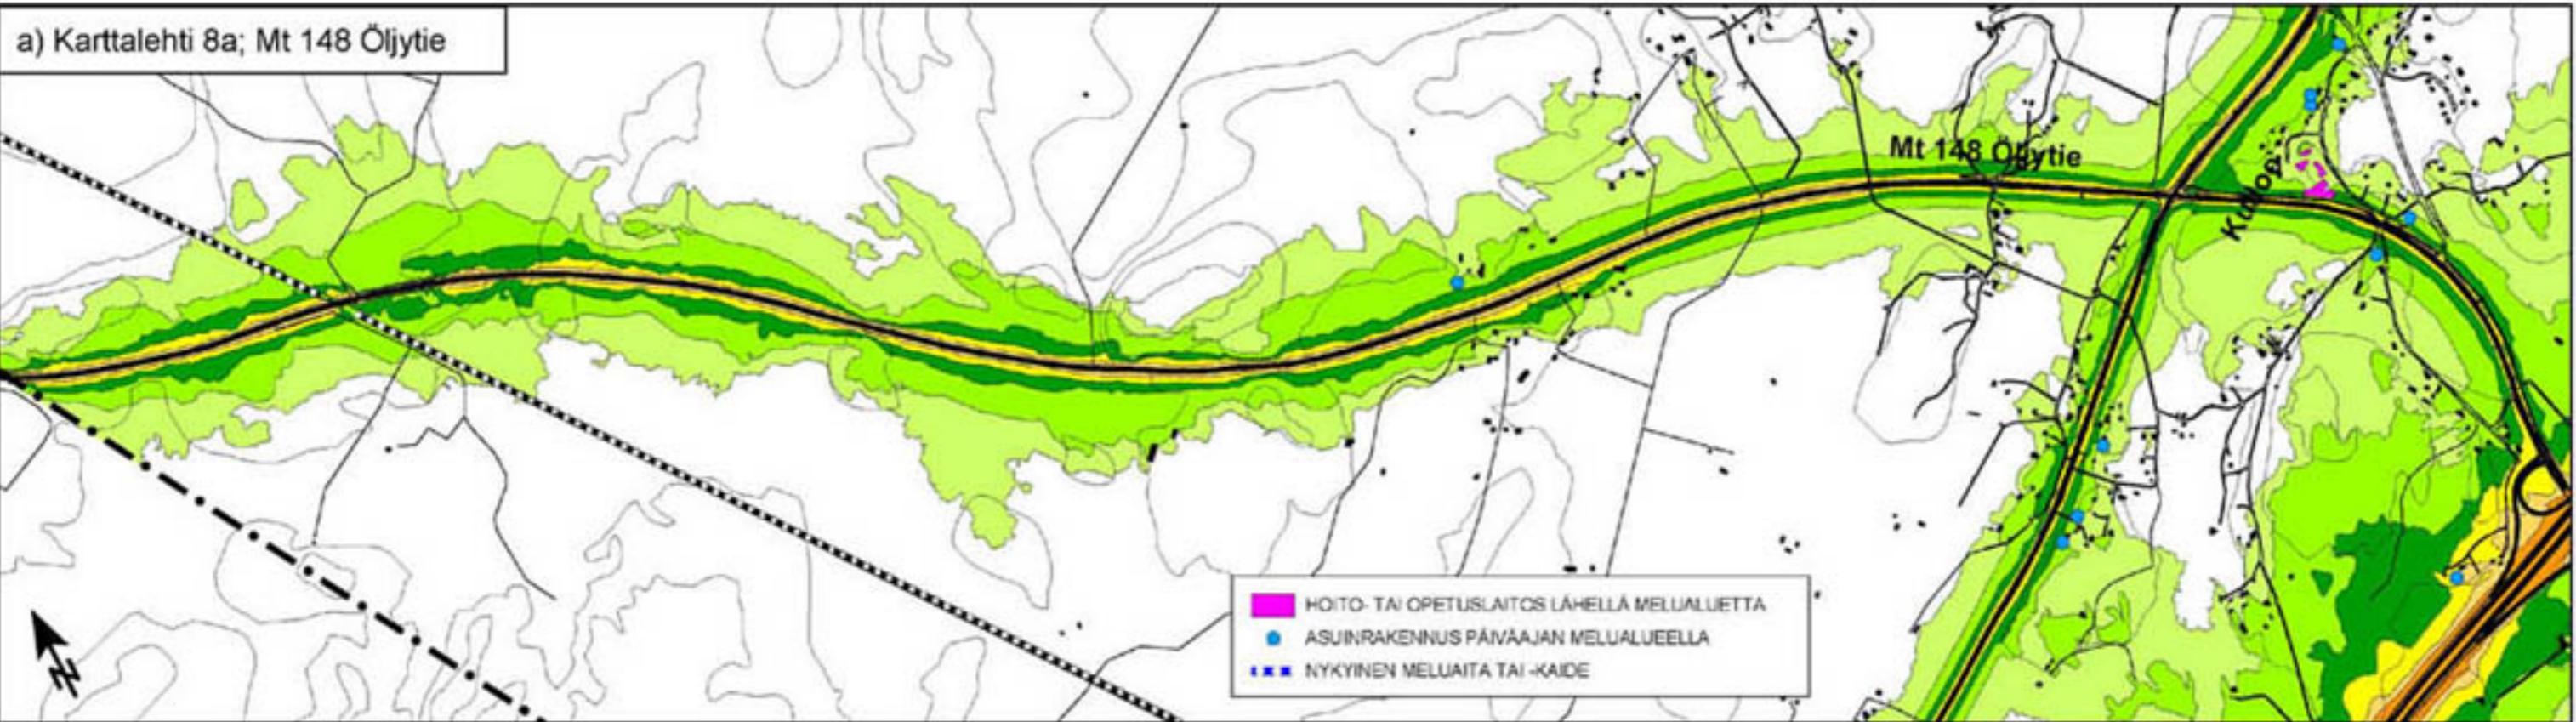 a) Karttalehti 8a; Mt 148 Öljytie
Mt 148 Öljytie
Kulloo
HOITO- TAI OPETUSLAITOS LÄHELLÄ MELUALUETTA
ASUINRAKENNUS PÄIVÄAJAN MELUALUEELLA
NYKYINEN MELUAITA TAI -KAIDE
N